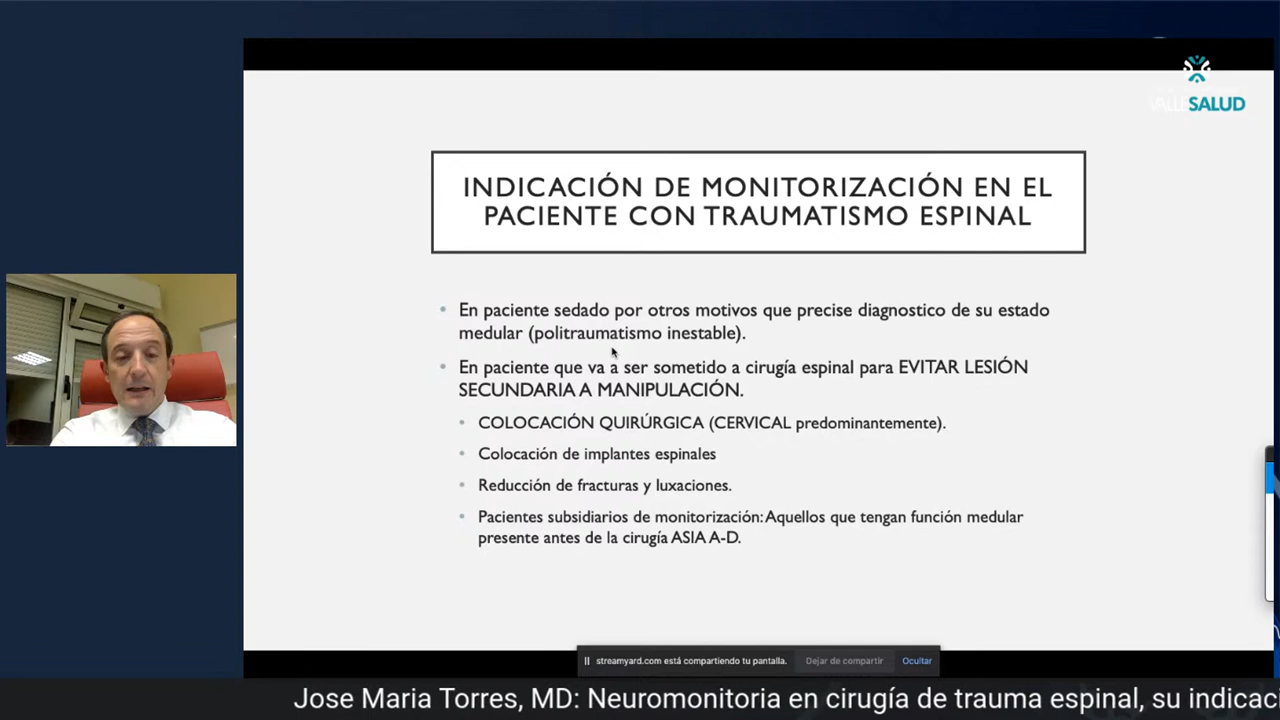 VALLESALUD
INDICACIÓN DE MONITORIZACIÓN EN EL
PACIENTE CON TRAUMATISMO ESPINAL
• En paciente sedado por otros motivos que precise diagnostico de su estado
medular (politraumatismo inestable).
• En paciente que va a ser sometido a cirugía espinal para EVITAR LESIÓN
SECUNDARIA A MANIPULACIÓN.
• COLOCACIÓN QUIRÚRGICA (CERVICAL predominantemente).
• Colocación de implantes espinales
• Reducción de fracturas y luxaciones.
• Pacientes subsidiarios de monitorización: Aquellos que tengan función medular
presente antes de la cirugía ASIA A-D.
streamyard.com está compartiendo tu pantalla. Dejar de compartir Ocultar
Jose Maria Torres, MD: Neuromonitoria en cirugía de trauma espinal, su indicac